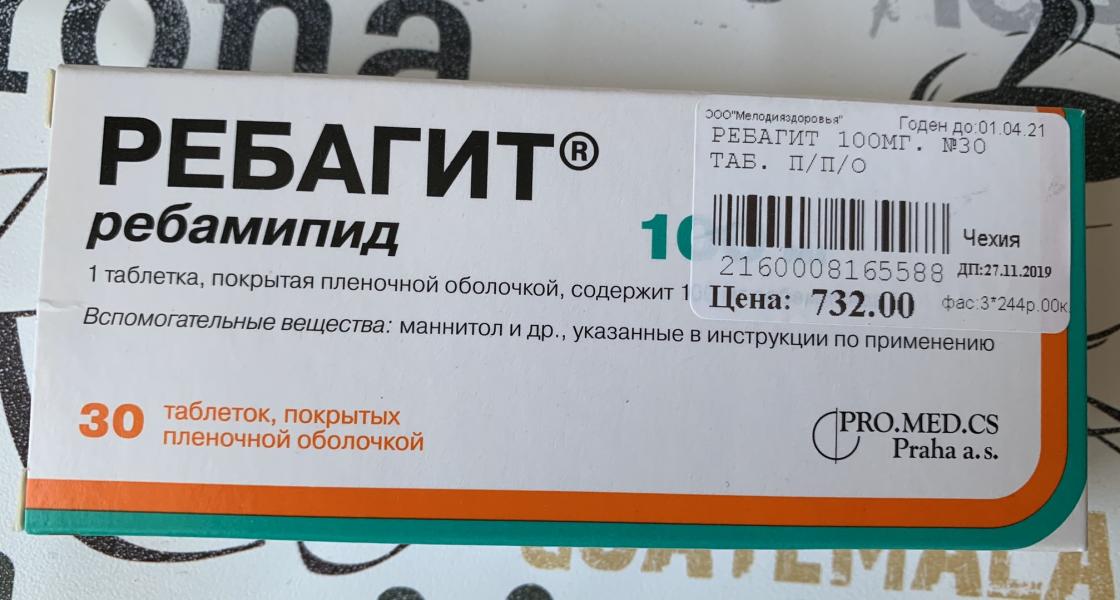 РЕБАГИТ®
ребамипид
1 таблетка, покрытая пленочной оболочкой, содержит
Вспомогательные вещества: маннитол и др., указанные в инструкции по применению
30 таблеток, покрытых
пленочной оболочкой
PRO.MED.CS
Praha a.s.
ООО"Мелодияздоровья"
Годен до:01.04.21
РЕБАГИТ 100МГ. №30
ТАБ. П/П/О
Чехия
2160008165588
ДП:27.11.2019
Цена: 732.00
фас:3*244р.00к
GUATEMALA